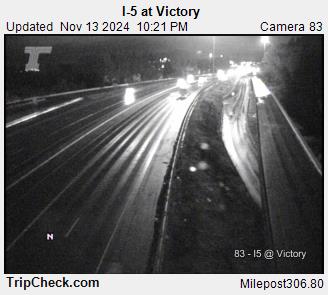 I-5 at Victory
Updated Nov 13 2024 10:21 PM Camera 83
T
N
83 - I5 @ Victory
TripCheck.com Milepost306.80